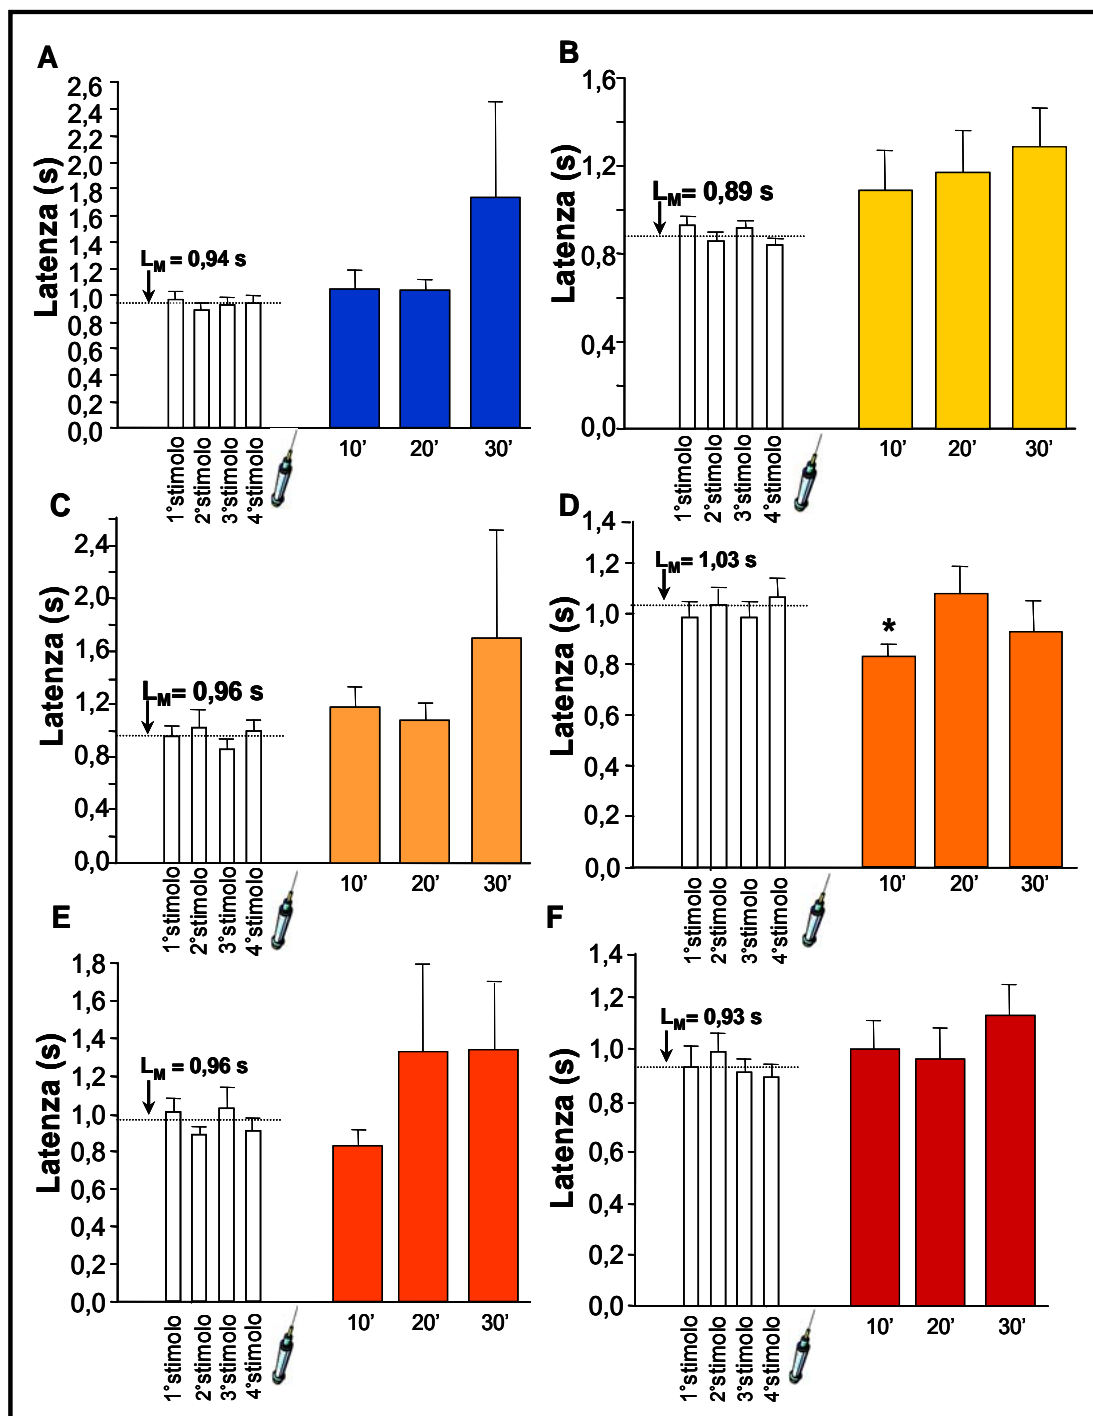 A
Latenza (s)
2,6
2,4
2,2
2,0
1,8
1,6
1,4
1,2
1,0
0,8
0,6
0,4
0,2
0,0
LM = 0,94 s
1°stimolo
2°stimolo
3°stimolo
4°stimolo
10’
20’
30’
B
Latenza (s)
1,6
1,2
0,8
0,4
0,0
LM= 0,89 s
1°stimolo
2°stimolo
3°stimolo
4°stimolo
10’
20’
30’
C
Latenza (s)
2,4
2,0
1,6
1,2
0,8
0,4
0,0
LM= 0,96 s
1°stimolo
2°stimolo
3°stimolo
4°stimolo
10’
20’
30’
D
Latenza (s)
1,4
1,2
1,0
0,8
0,6
0,4
0,2
0,0
LM= 1,03 s
*
1°stimolo
2°stimolo
3°stimolo
4°stimolo
10’
20’
30’
E
Latenza (s)
1,8
1,6
1,4
1,2
1,0
0,8
0,6
0,4
0,2
0,0
LM = 0,96 s
1°stimolo
2°stimolo
3°stimolo
4°stimolo
10’
20’
30’
F
Latenza (s)
1,4
1,2
1,0
0,8
0,6
0,4
0,2
0,0
LM= 0,93 s
1°stimolo
2°stimolo
3°stimolo
4°stimolo
10’
20’
30’